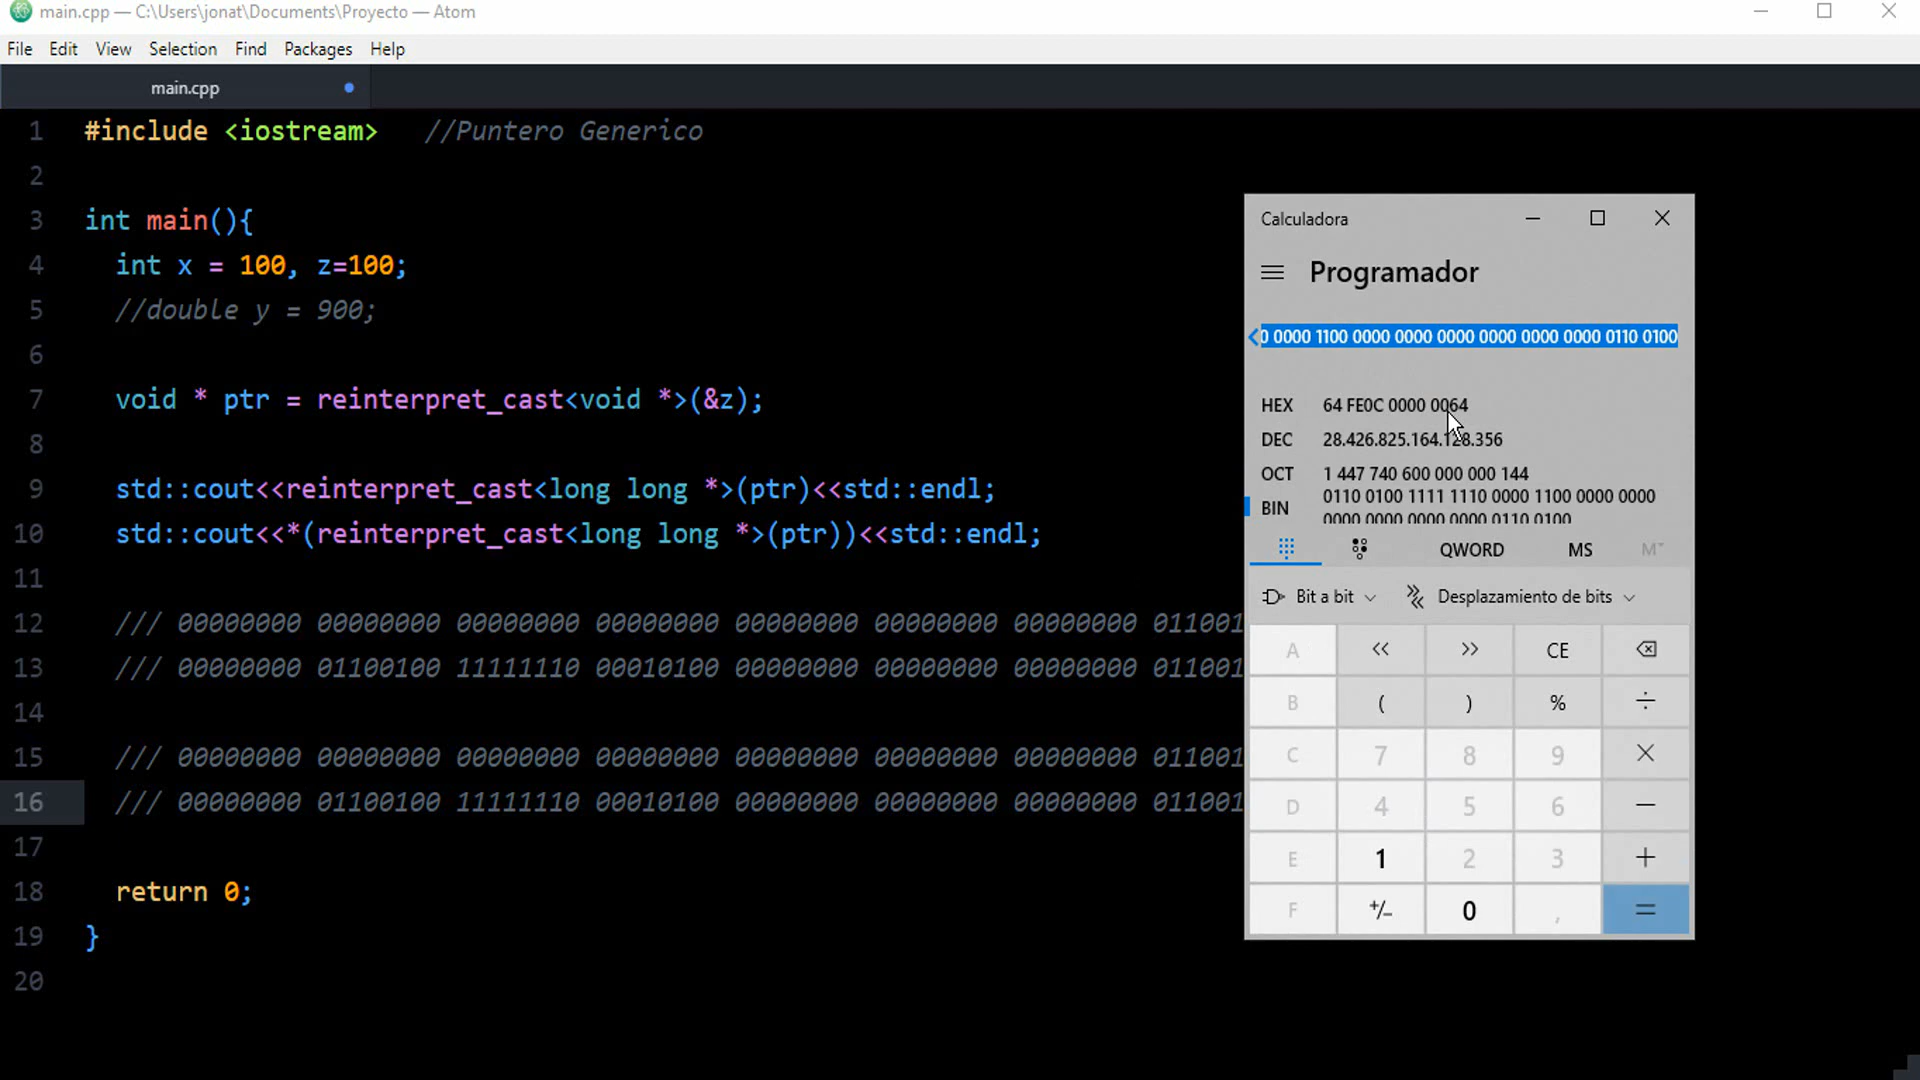 main.cpp — C:\Users\jonat\Documents\Proyecto — Atom
File Edit View Selection Find Packages Help
main.cpp
1 #include <iostream> //Puntero Generico
2
3 int main(){
4 int x = 100, z=100;
5 //double y = 900;
6
7 void * ptr = reinterpret_cast<void *>(&z);
8
9 std::cout<<reinterpret_cast<long long *>(ptr)<<std::endl;
10 std::cout<<*(reinterpret_cast<long long *>(ptr))<<std::endl;
11
12 /// 00000000 00000000 00000000 00000000 00000000 00000000 00000000 011001
13 /// 00000000 01100100 11111110 00010100 00000000 00000000 00000000 011001
14
15 /// 00000000 00000000 00000000 00000000 00000000 00000000 00000000 011001
16 /// 00000000 01100100 11111110 00010100 00000000 00000000 00000000 011001
17
18 return 0;
19 }
20
Calculadora
Programador
0 0000 1100 0000 0000 0000 0000 0000 0000 0110 0100
HEX 64 FE0C 0000 0064
DEC 28.426.825.164.128.356
OCT 1 447 740 600 000 000 144
BIN 0110 0100 1111 1110 0000 1100 0000 0000
0000 0000 0000 0000 0110 0100
QWORD MS M
Bit a bit Desplazamiento de bits
A << >> CE
B ( ) % ÷
C 7 8 9 ×
D 4 5 6 −
E 1 2 3 +
F +/− 0 , =